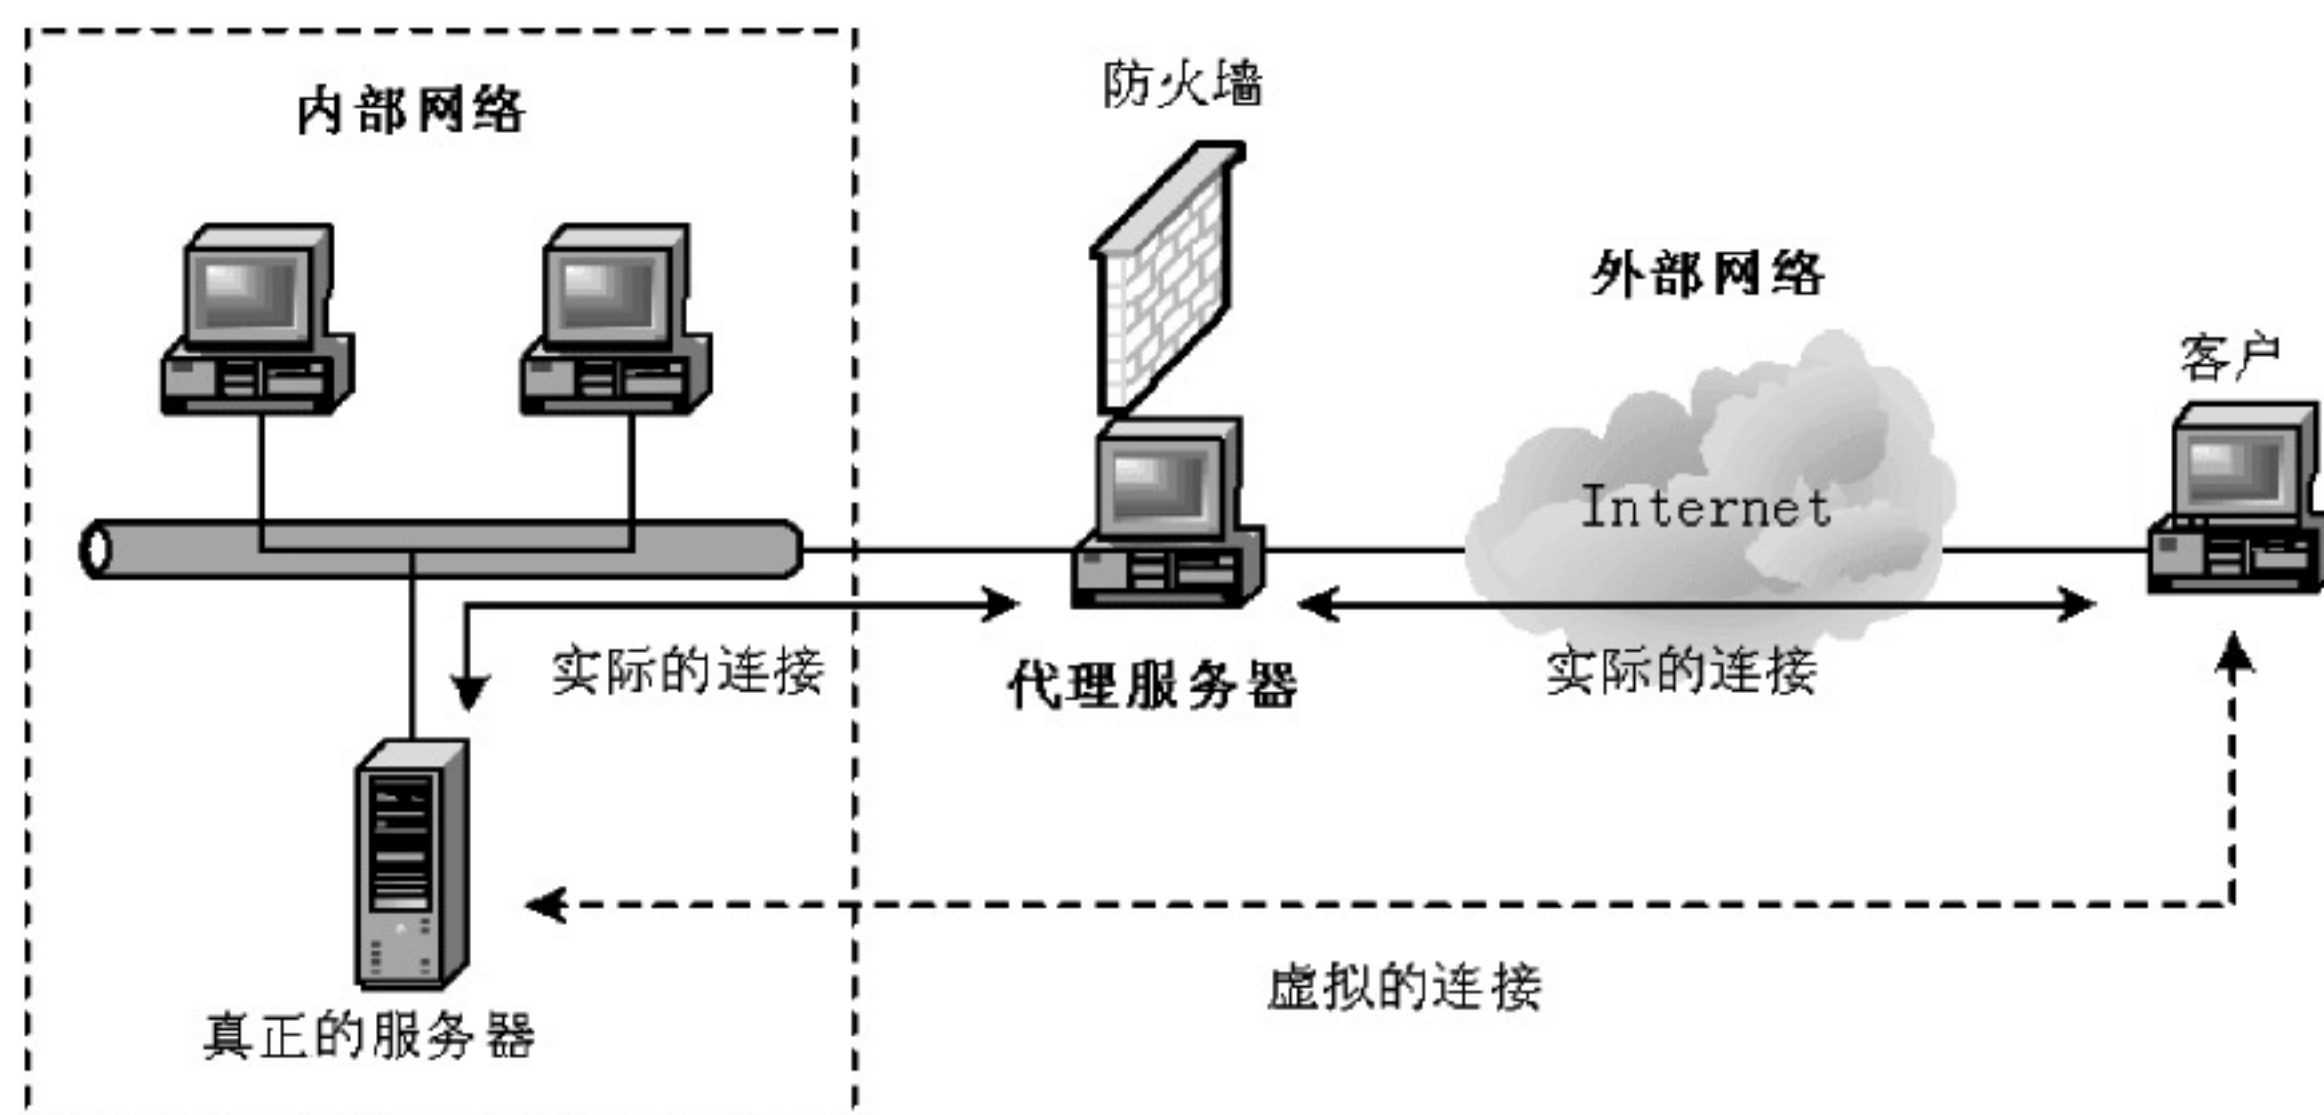 内部网络
防火墙
外部网络
客户
Internet
实际的连接
代理服务器
实际的连接
虚拟的连接
真正的服务器